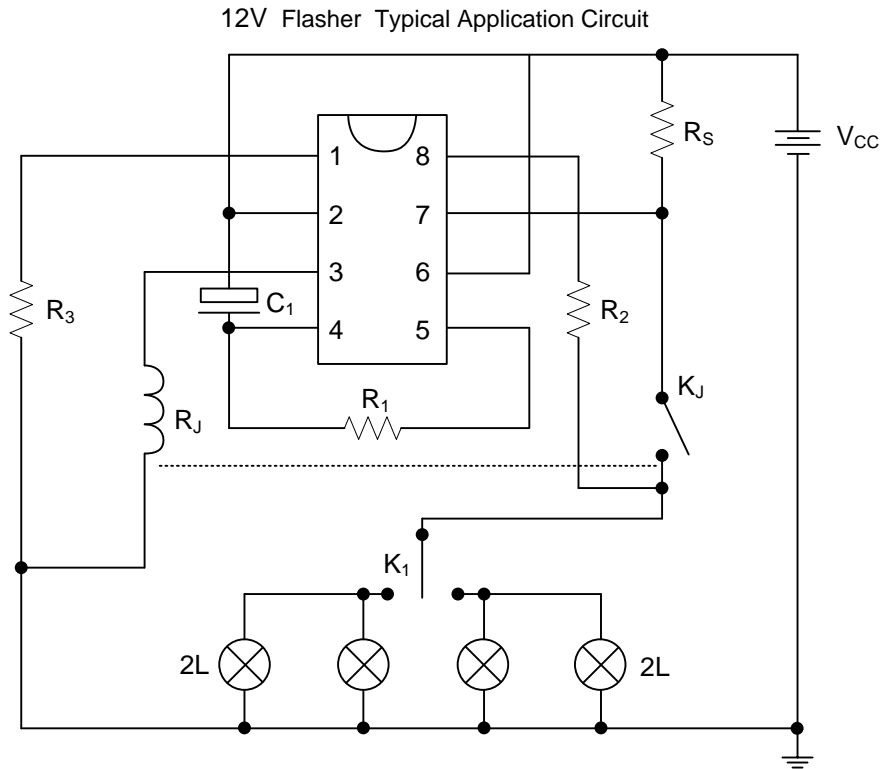 12V Flasher Typical Application Circuit
R_S
V_CC
1 8
2 7
3 6
4 5
C_1
R_3
R_2
R_1
K_J
R_J
K_1
2L 2L